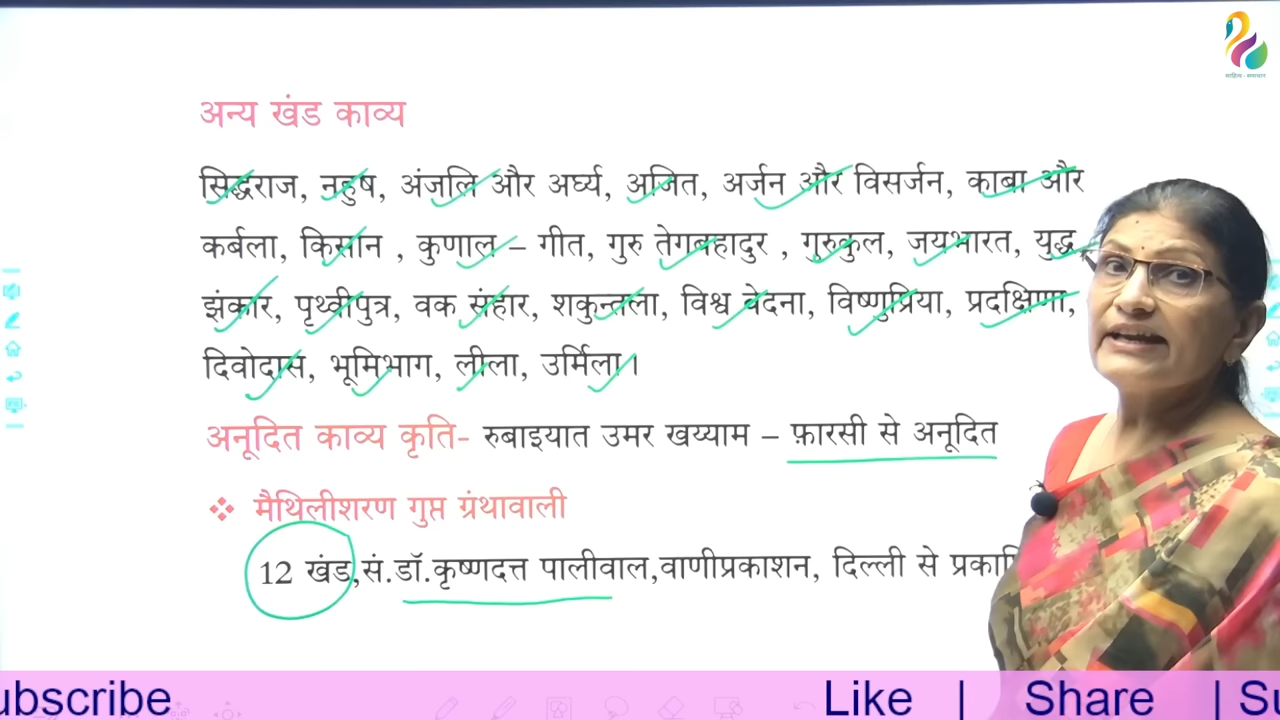 साहित्य - समाधार
अन्य खंड काव्य
सिद्धराज, नहुष, अंजलि और अर्घ्य, अजित, अर्जन और विसर्जन, काबा और
कर्बला, किसान , कुणाल – गीत, गुरु तेगबहादुर , गुरुकुल, जयभारत, युद्ध,
झंकार, पृथ्वीपुत्र, वक संहार, शकुन्तला, विश्व वेदना, विष्णुप्रिया, प्रदक्षिणा,
दिवोदास, भूमिभाग, लीला, उर्मिला।
अनूदित काव्य कृति- रुबाइयात उमर खय्याम – फ़ारसी से अनूदित
❖ मैथिलीशरण गुप्त ग्रंथावाली
12 खंड,सं.डॉ.कृष्णदत्त पालीवाल,वाणीप्रकाशन, दिल्ली से
ubscribe Like | Share | Su